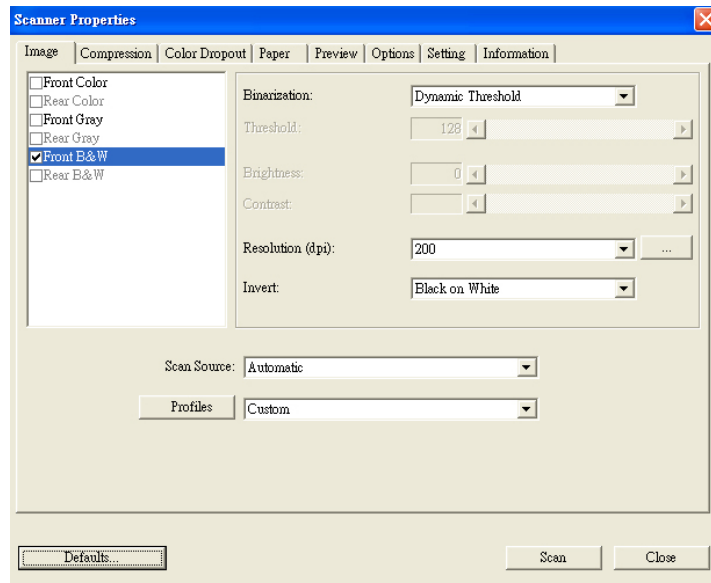 Scanner Properties
Image Compression Color Dropout Paper Preview Options Setting Information
Front Color
Rear Color
Front Gray
Rear Gray
Front B&W
Rear B&W
Binarization: Dynamic Threshold
Threshold: 128
Brightness: 0
Contrast:
Resolution (dpi): 200 ...
Invert: Black on White
Scan Source: Automatic
Profiles Custom
Defaults... Scan Close